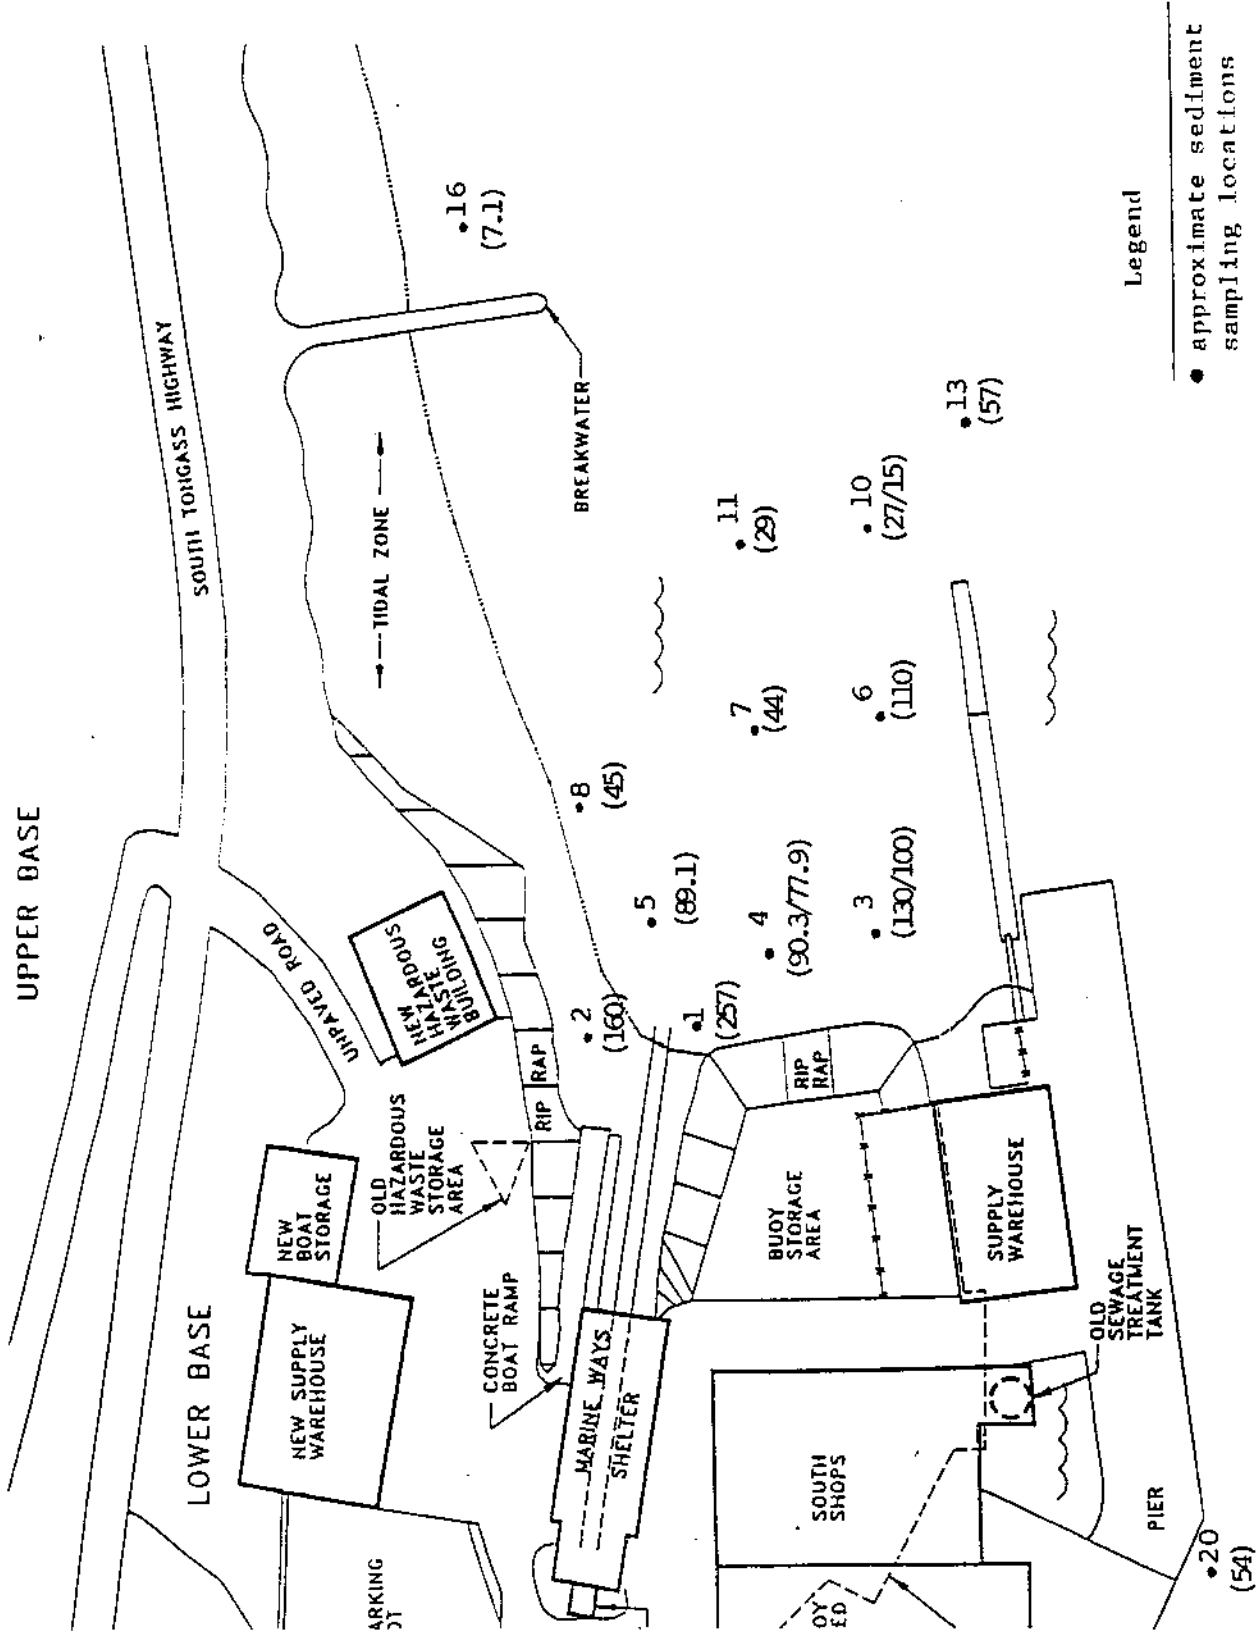 UPPER BASE
SOUTH TONGASS HIGHWAY
UNPAVED ROAD
NEW
HAZARDOUS
WASTE
BUILDING
LOWER BASE
NEW
BOAT
STORAGE
NEW SUPPLY
WAREHOUSE
OLD
HAZARDOUS
WASTE
STORAGE
AREA
ARKING
OT
CONCRETE
BOAT RAMP
MARINE WAYS
SHELTER
RIP RAP
TIDAL ZONE
BREAKWATER
16
(7.1)
8
(45)
2
(160)
5
(89.1)
1
(257)
7
(44)
11
(29)
4
(90.3/77.9)
3
(130/100)
6
(110)
10
(27/15)
13
(57)
RIP
RAP
BUOY
STORAGE
AREA
SUPPLY
WAREHOUSE
SOUTH
SHOPS
OY
ED
OLD
SEWAGE
TREATMENT
TANK
PIER
20
(54)
Legend
approximate sediment
sampling locations